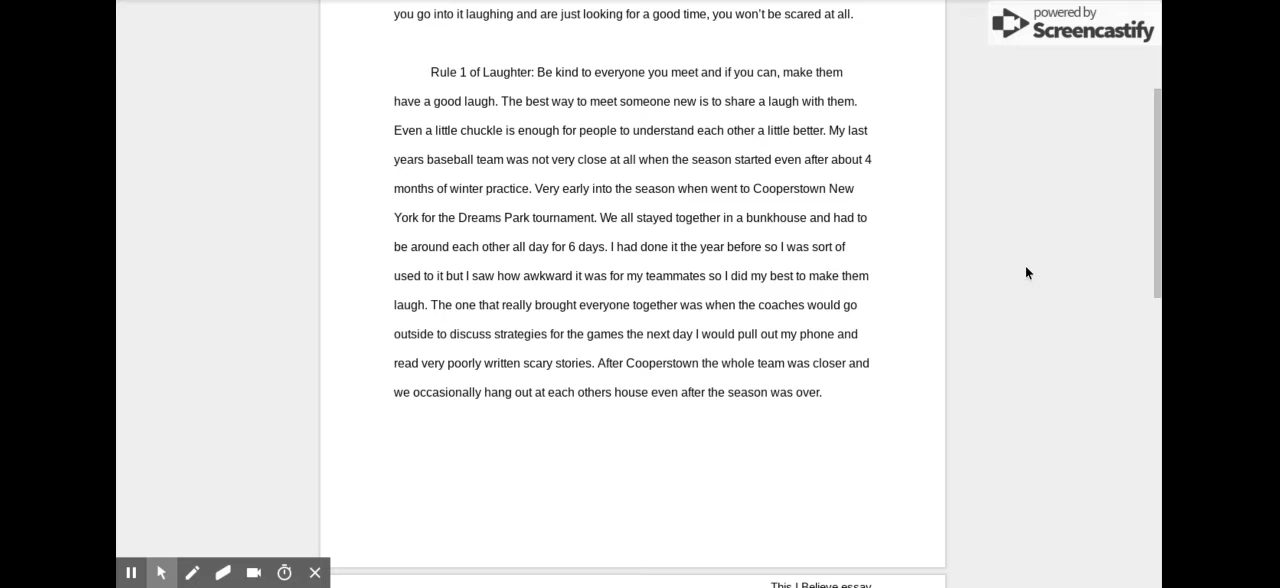 you go into it laughing and are just looking for a good time, you won’t be scared at all.
powered by
Screencastify
Rule 1 of Laughter: Be kind to everyone you meet and if you can, make them
have a good laugh. The best way to meet someone new is to share a laugh with them.
Even a little chuckle is enough for people to understand each other a little better. My last
years baseball team was not very close at all when the season started even after about 4
months of winter practice. Very early into the season when went to Cooperstown New
York for the Dreams Park tournament. We all stayed together in a bunkhouse and had to
be around each other all day for 6 days. I had done it the year before so I was sort of
used to it but I saw how awkward it was for my teammates so I did my best to make them
laugh. The one that really brought everyone together was when the coaches would go
outside to discuss strategies for the games the next day I would pull out my phone and
read very poorly written scary stories. After Cooperstown the whole team was closer and
we occasionally hang out at each others house even after the season was over.
This I Believe essay